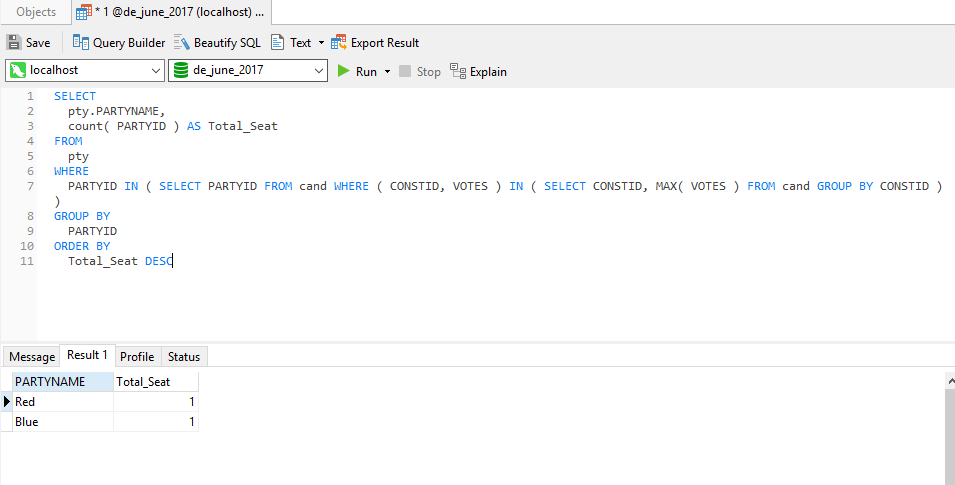 Objects * 1 @de_june_2017 (localhost) ...
Save Query Builder Beautify SQL Text Export Result
localhost de_june_2017 Run Stop Explain
1 SELECT
2 pty.PARTYNAME,
3 count( PARTYID ) AS Total_Seat
4 FROM
5 pty
6 WHERE
7 PARTYID IN ( SELECT PARTYID FROM cand WHERE ( CONSTID, VOTES ) IN ( SELECT CONSTID, MAX( VOTES ) FROM cand GROUP BY CONSTID )
)
8 GROUP BY
9 PARTYID
10 ORDER BY
11 Total_Seat DESC
Message Result 1 Profile Status
PARTYNAME Total_Seat
Red 1
Blue 1